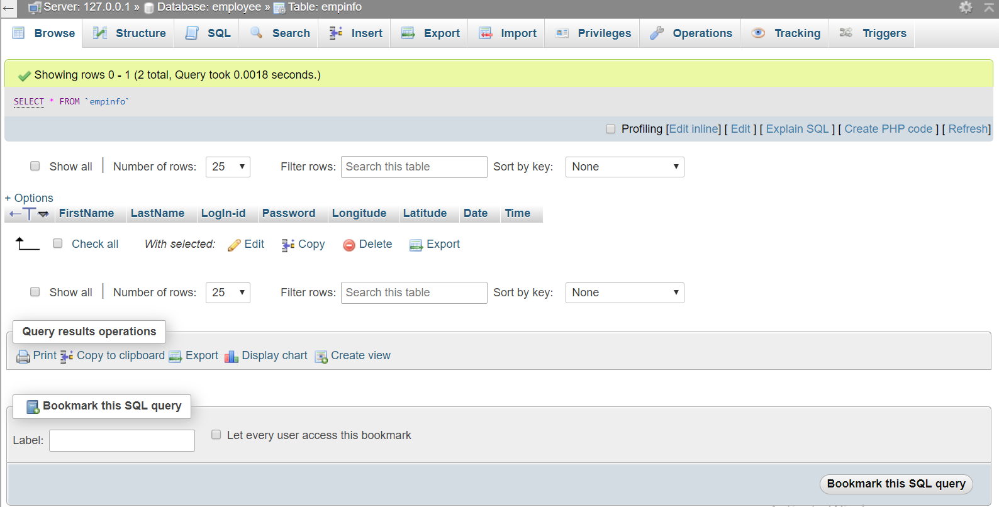 Server: 127.0.0.1 » Database: employee » Table: empinfo
Browse Structure SQL Search Insert Export Import Privileges Operations Tracking Triggers
Showing rows 0 - 1 (2 total, Query took 0.0018 seconds.)
SELECT * FROM `empinfo`
Profiling [Edit inline] [ Edit ] [ Explain SQL ] [ Create PHP code ] [ Refresh]
Show all Number of rows: 25 Filter rows: Search this table Sort by key: None
+ Options
FirstName LastName LogIn-id Password Longitude Latitude Date Time
Check all With selected: Edit Copy Delete Export
Show all Number of rows: 25 Filter rows: Search this table Sort by key: None
Query results operations
Print Copy to clipboard Export Display chart Create view
Bookmark this SQL query
Label: Let every user access this bookmark
Bookmark this SQL query